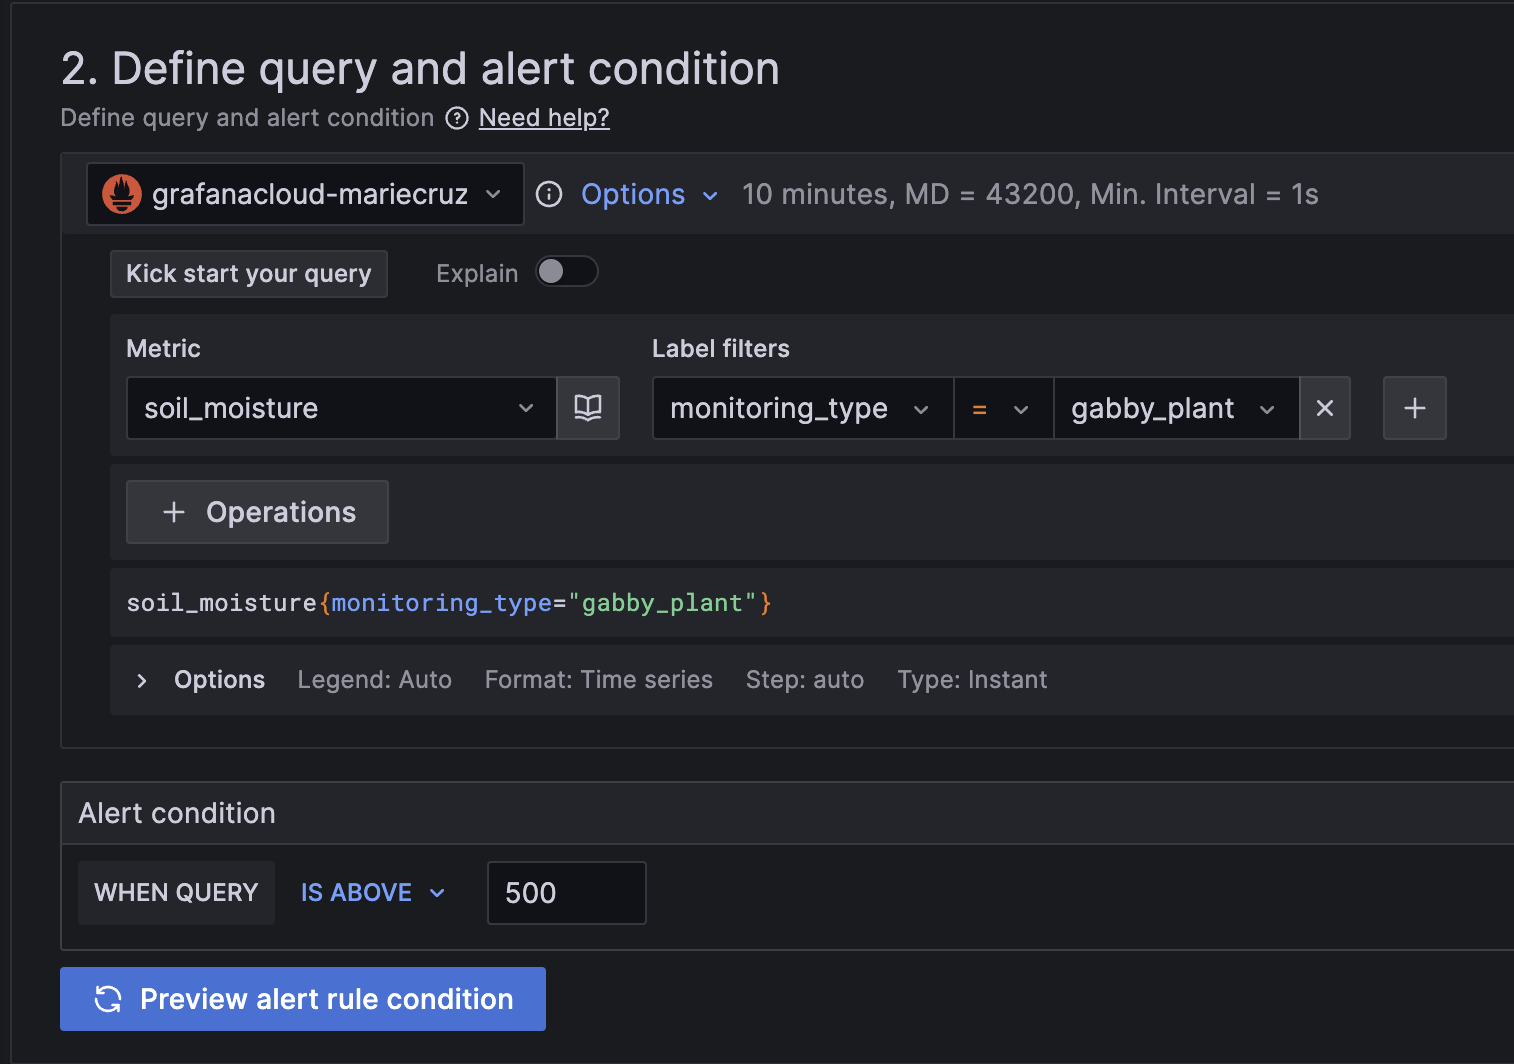 2. Define query and alert condition
Define query and alert condition ? Need help?
grafanacloud-mariecruz Options 10 minutes, MD = 43200, Min. Interval = 1s
Kick start your query Explain
Metric Label filters
soil_moisture monitoring_type = gabby_plant
+ Operations
soil_moisture{monitoring_type="gabby_plant"}
Options Legend: Auto Format: Time series Step: auto Type: Instant
Alert condition
WHEN QUERY IS ABOVE 500
Preview alert rule condition